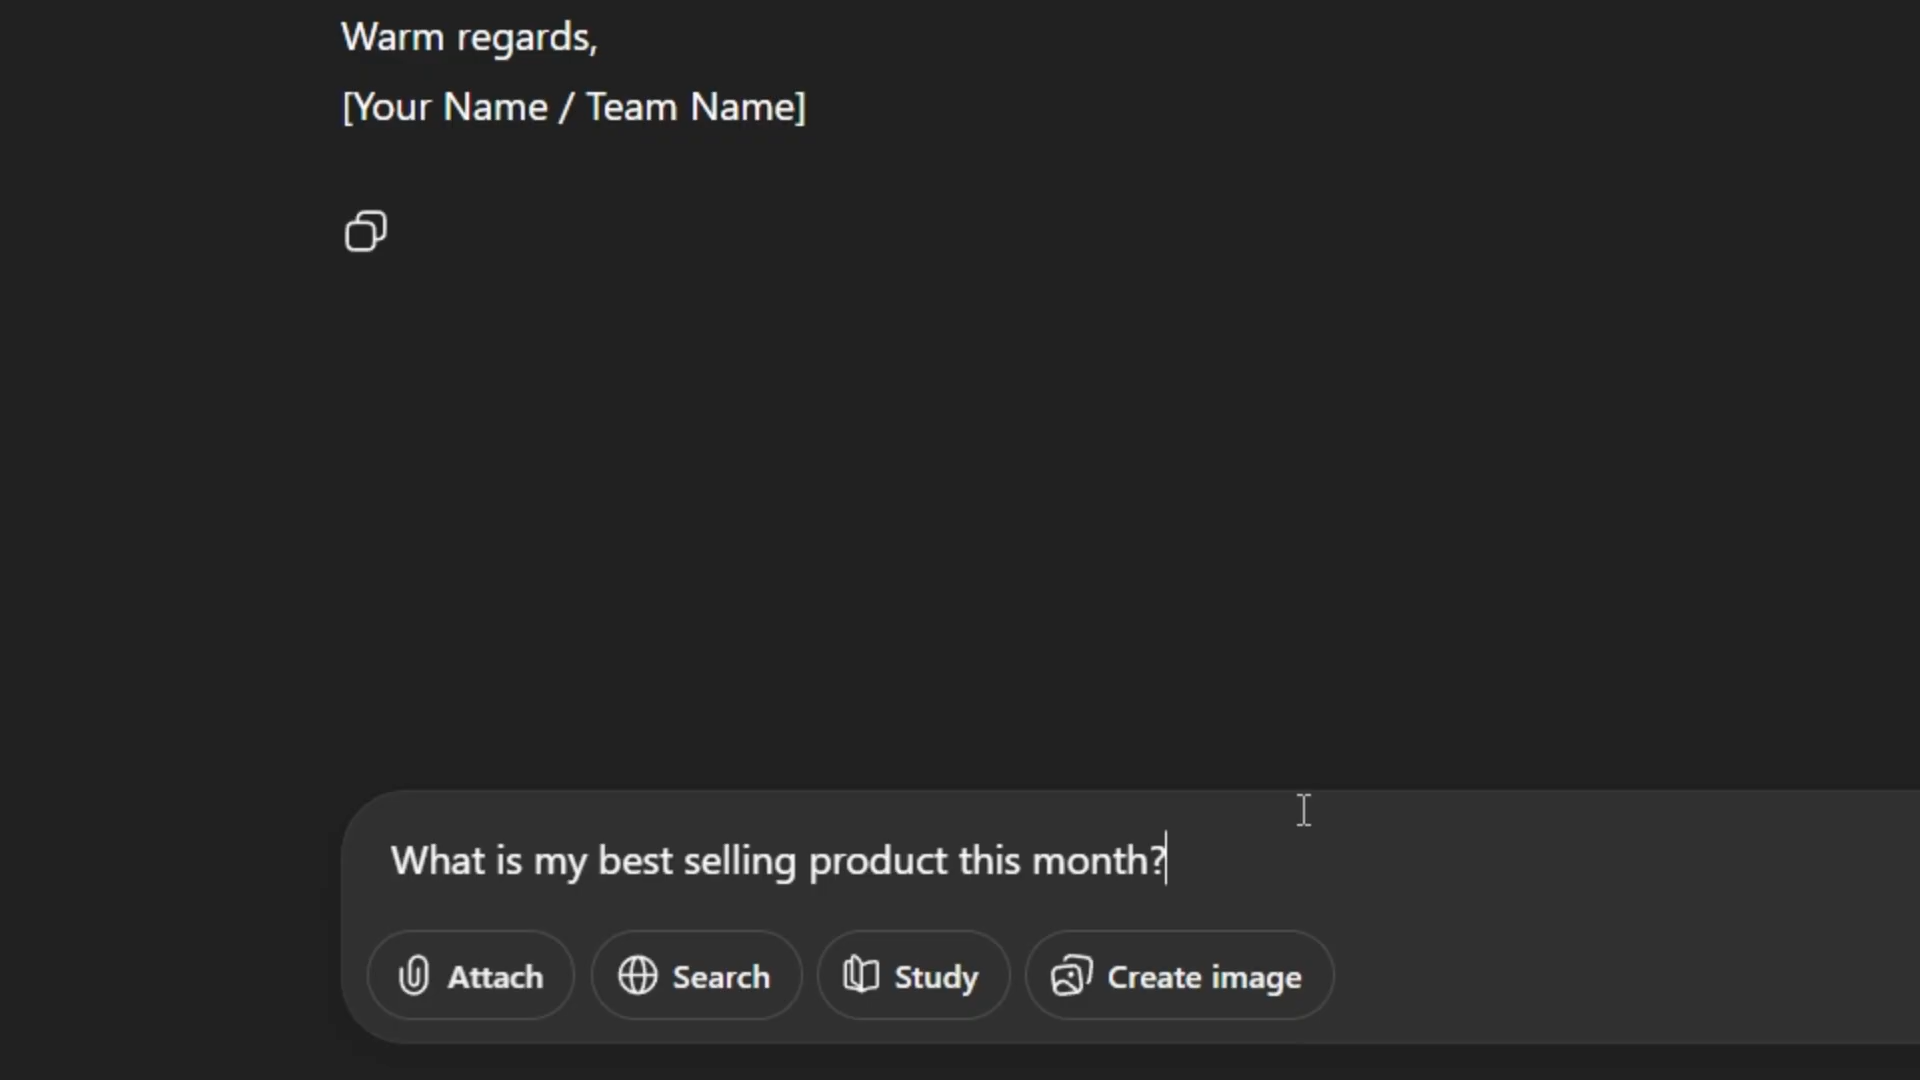 Warm regards,
[Your Name / Team Name]
What is my best selling product this month?
Attach
Search
Study
Create image